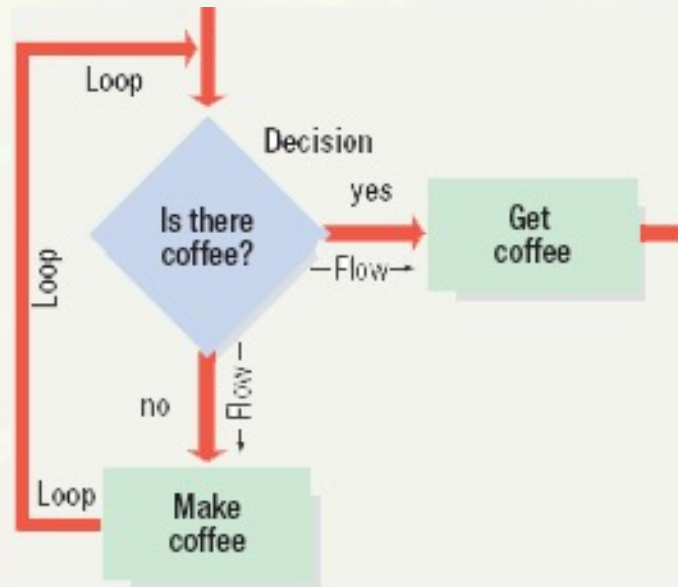 Loop
Decision
yes
Is there
coffee?
Get
coffee
Flow
Loop
no
Flow
Loop
Make
coffee